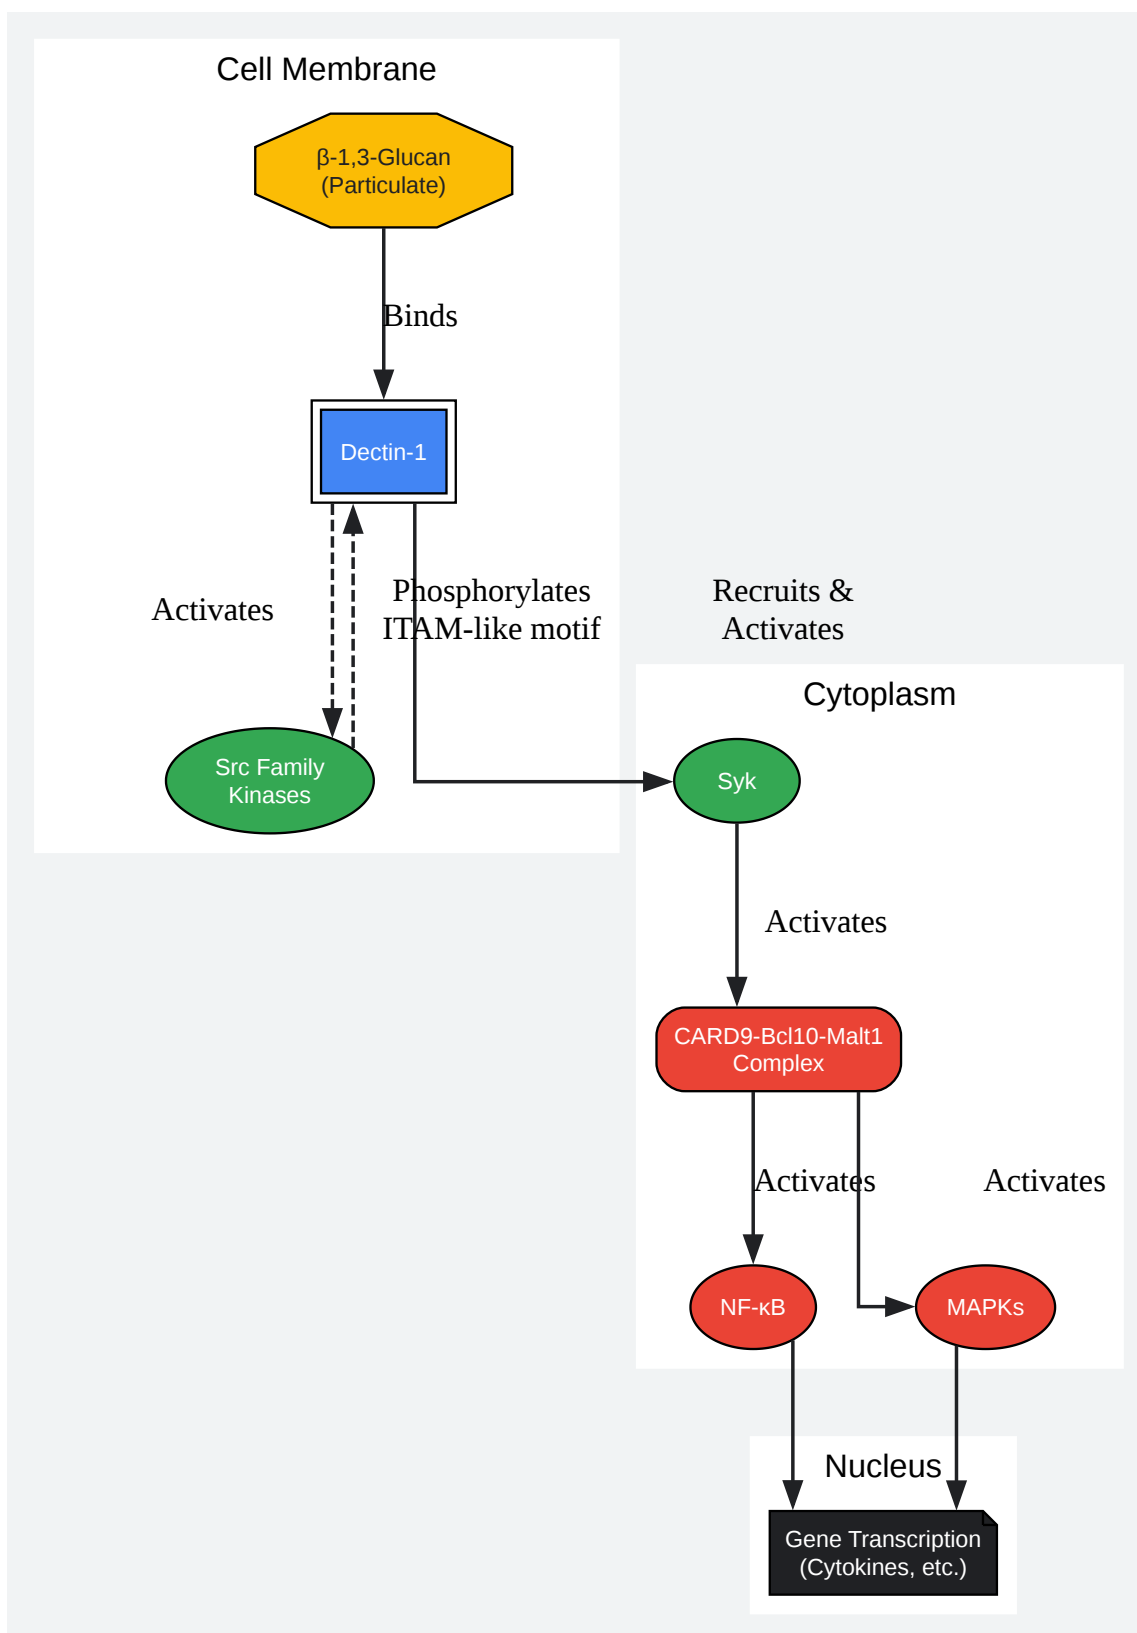 Cell Membrane
β-1,3-Glucan
(Particulate)
Binds
Dectin-1
Activates
Phosphorylates
ITAM-like motif
Recruits &
Activates
Src Family
Kinases
Cytoplasm
Syk
Activates
CARD9-Bcl10-Malt1
Complex
Activates
Activates
NF-κB
MAPKs
Nucleus
Gene Transcription
(Cytokines, etc.)